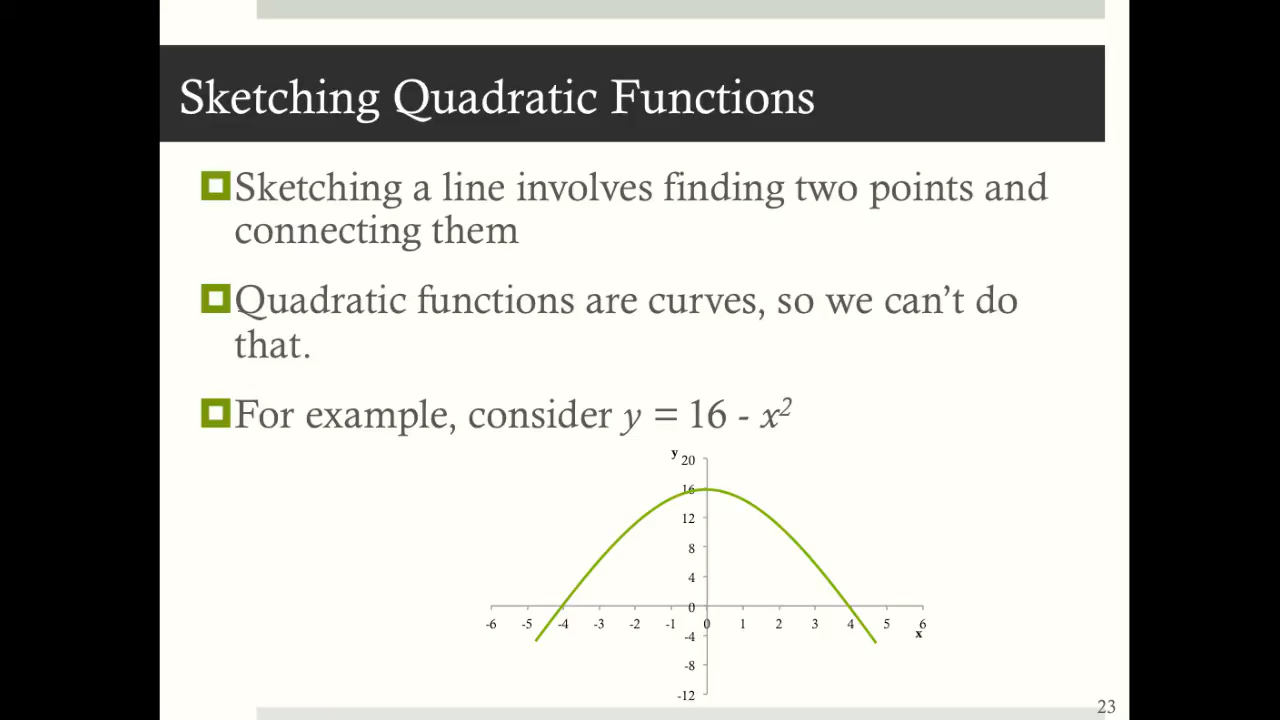 Sketching Quadratic Functions
Sketching a line involves finding two points and
connecting them
Quadratic functions are curves, so we can’t do
that.
For example, consider y = 16 - x²
y
20
16
12
8
4
0
-6 -5 -4 -3 -2 -1 0 1 2 3 4 5 6
x
-4
-8
-12
23